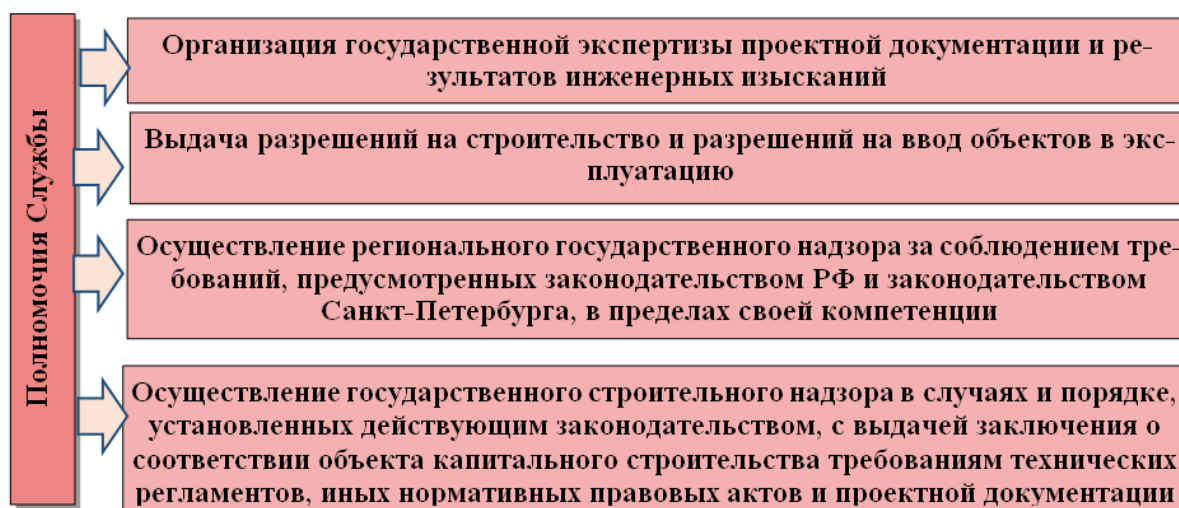 Полномочия Службы
Организация государственной экспертизы проектной документации и ре-
зультатов инженерных изысканий
Выдача разрешений на строительство и разрешений на ввод объектов в экс-
плуатацию
Осуществление регионального государственного надзора за соблюдением тре-
бований, предусмотренных законодательством РФ и законодательством
Санкт-Петербурга, в пределах своей компетенции
Осуществление государственного строительного надзора в случаях и порядке,
установленных действующим законодательством, с выдачей заключения о
соответствии объекта капитального строительства требованиям технических
регламентов, иных нормативных правовых актов и проектной документации